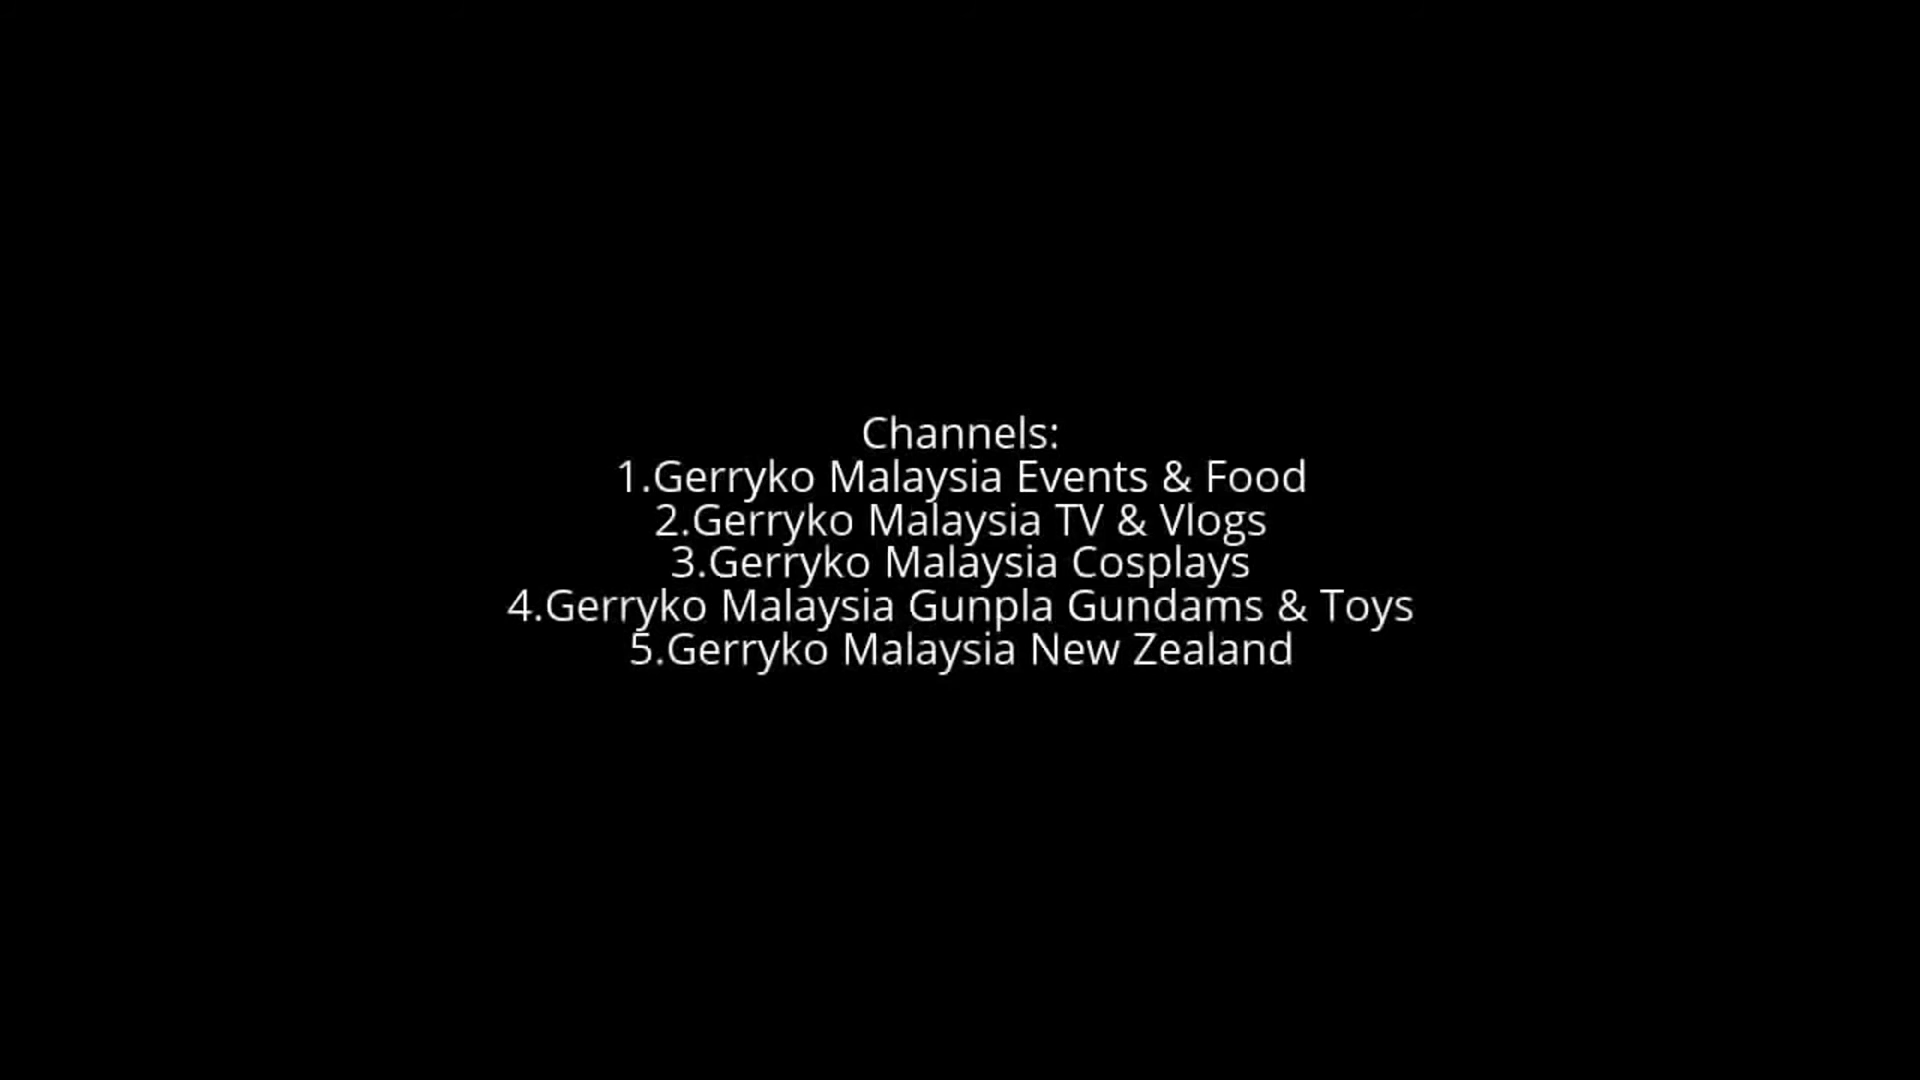 Channels:
1.Gerryko Malaysia Events & Food
2.Gerryko Malaysia TV & Vlogs
3.Gerryko Malaysia Cosplays
4.Gerryko Malaysia Gunpla Gundams & Toys
5.Gerryko Malaysia New Zealand